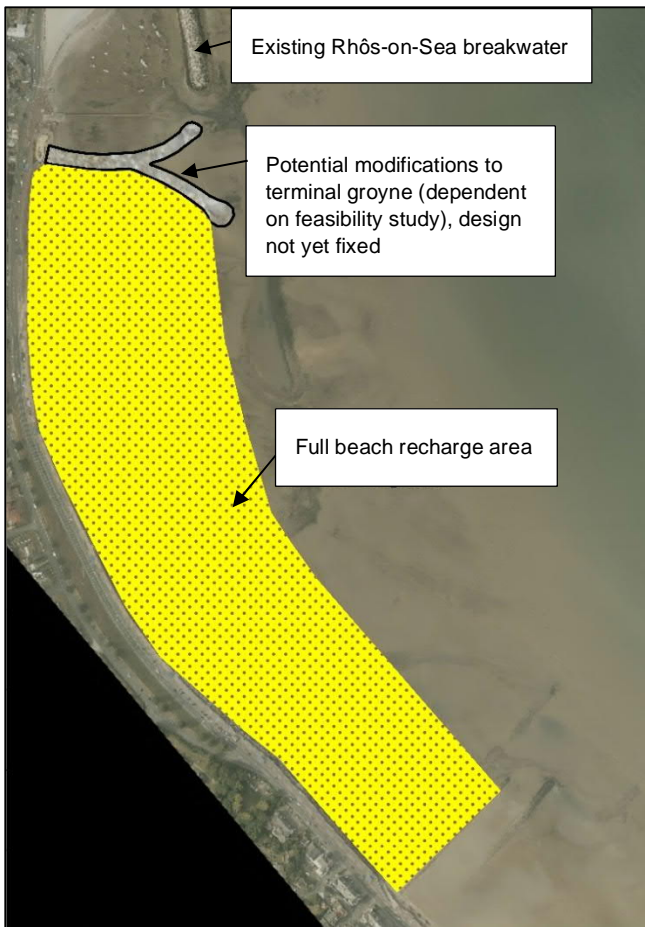 Existing Rhôs-on-Sea breakwater
Potential modifications to
terminal groyne (dependent
on feasibility study), design
not yet fixed
Full beach recharge area